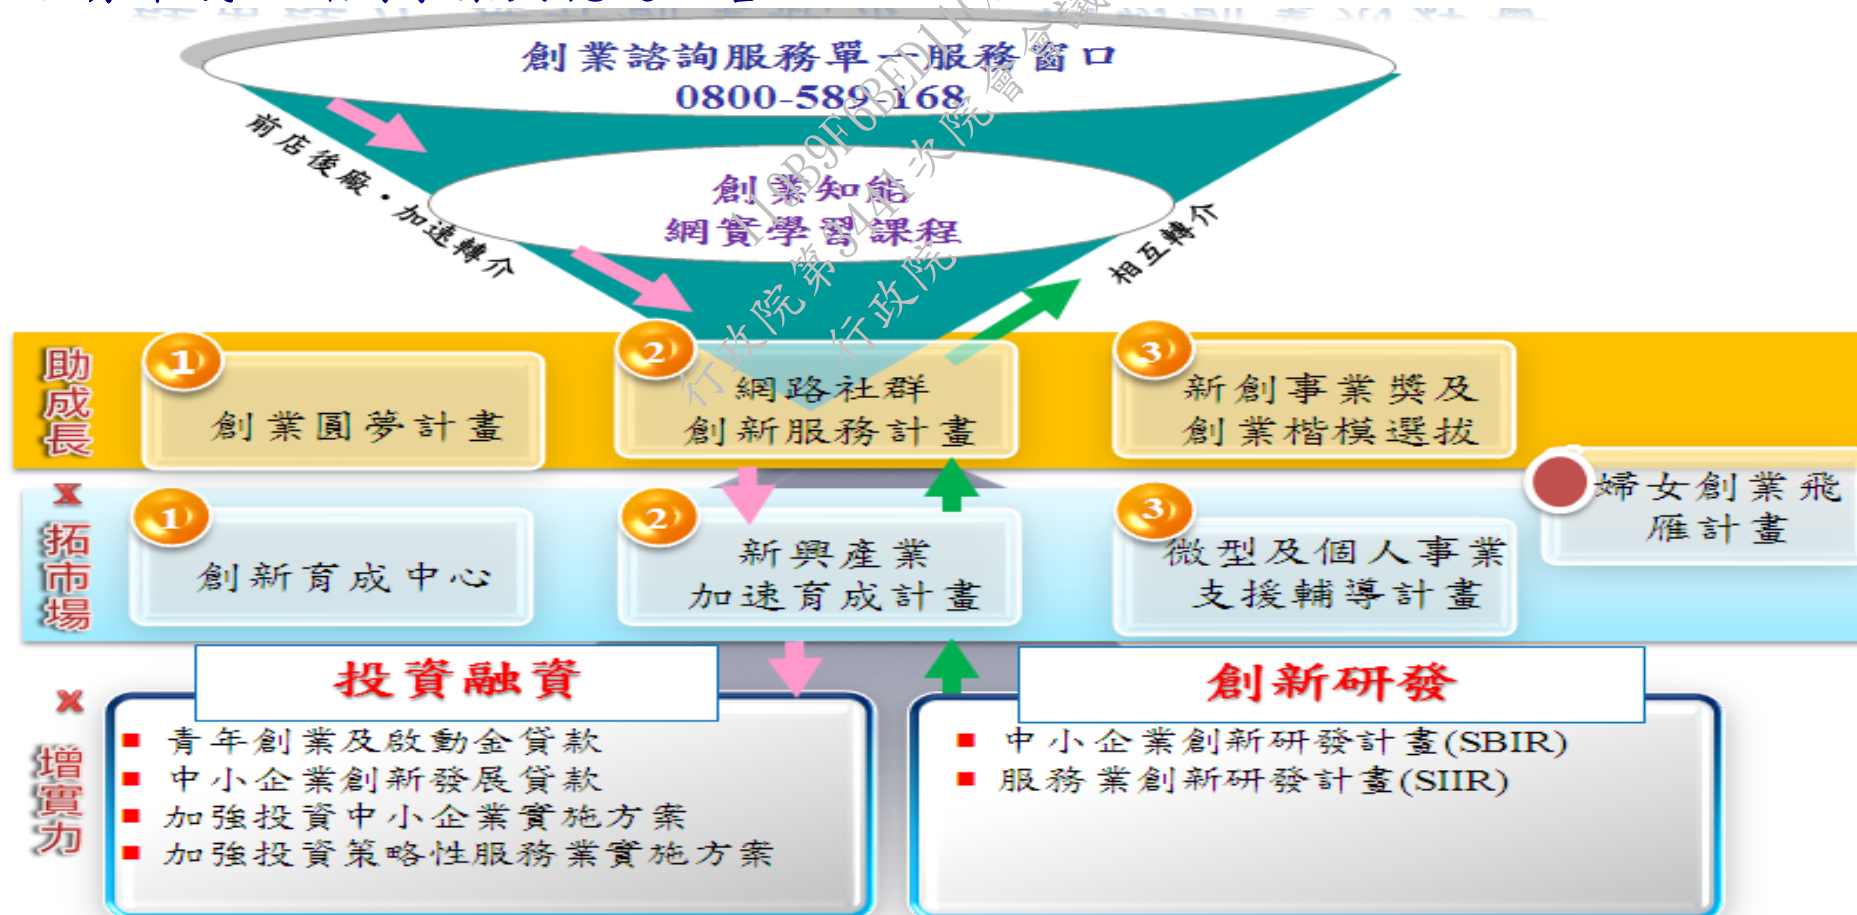 創業諮詢服務單一服務窗口
0800-589-168
前店後廠・加速轉介
創業知能
網實學習課程
相互轉介
行政院第3441次院會會議
行政院
助成長
1
創業圓夢計畫
2
網路社群
創新服務計畫
3
新創事業獎及
創業楷模選拔
x
拓市場
1
創新育成中心
2
新興產業
加速育成計畫
3
微型及個人事業
支援輔導計畫
婦女創業飛
雁計畫
x
增實力
投資融資
青年創業及啟動金貸款
中小企業創新發展貸款
加強投資中小企業實施方案
加強投資策略性服務業實施方案
創新研發
中小企業創新研發計畫(SBIR)
服務業創新研發計畫(SIIR)